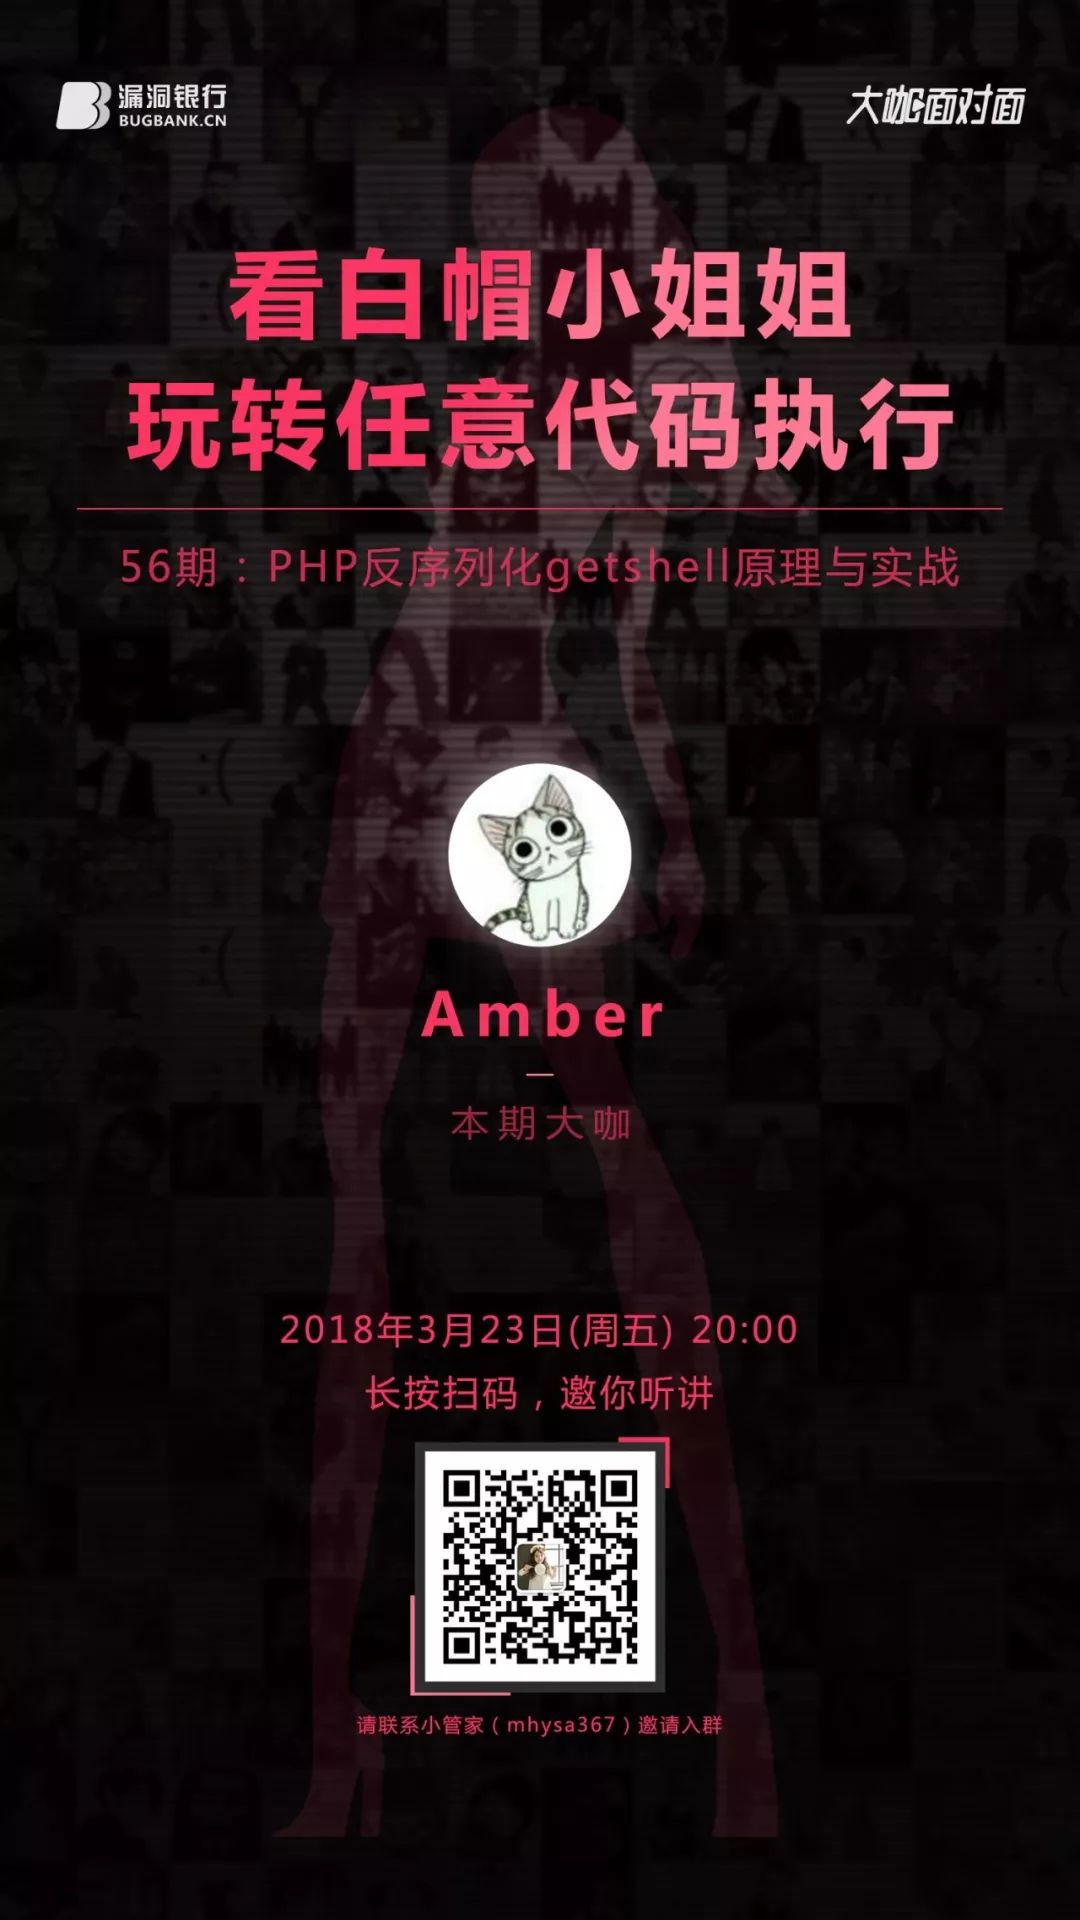 漏洞银行
BUGBANK.CN
大咖面对面
看白帽小姐姐
玩转任意代码执行
56期：PHP反序列化getshell原理与实战
Amber
本期大咖
2018年3月23日(周五) 20:00
长按扫码，邀你听讲
请联系小管家（mhysa367）邀请入群